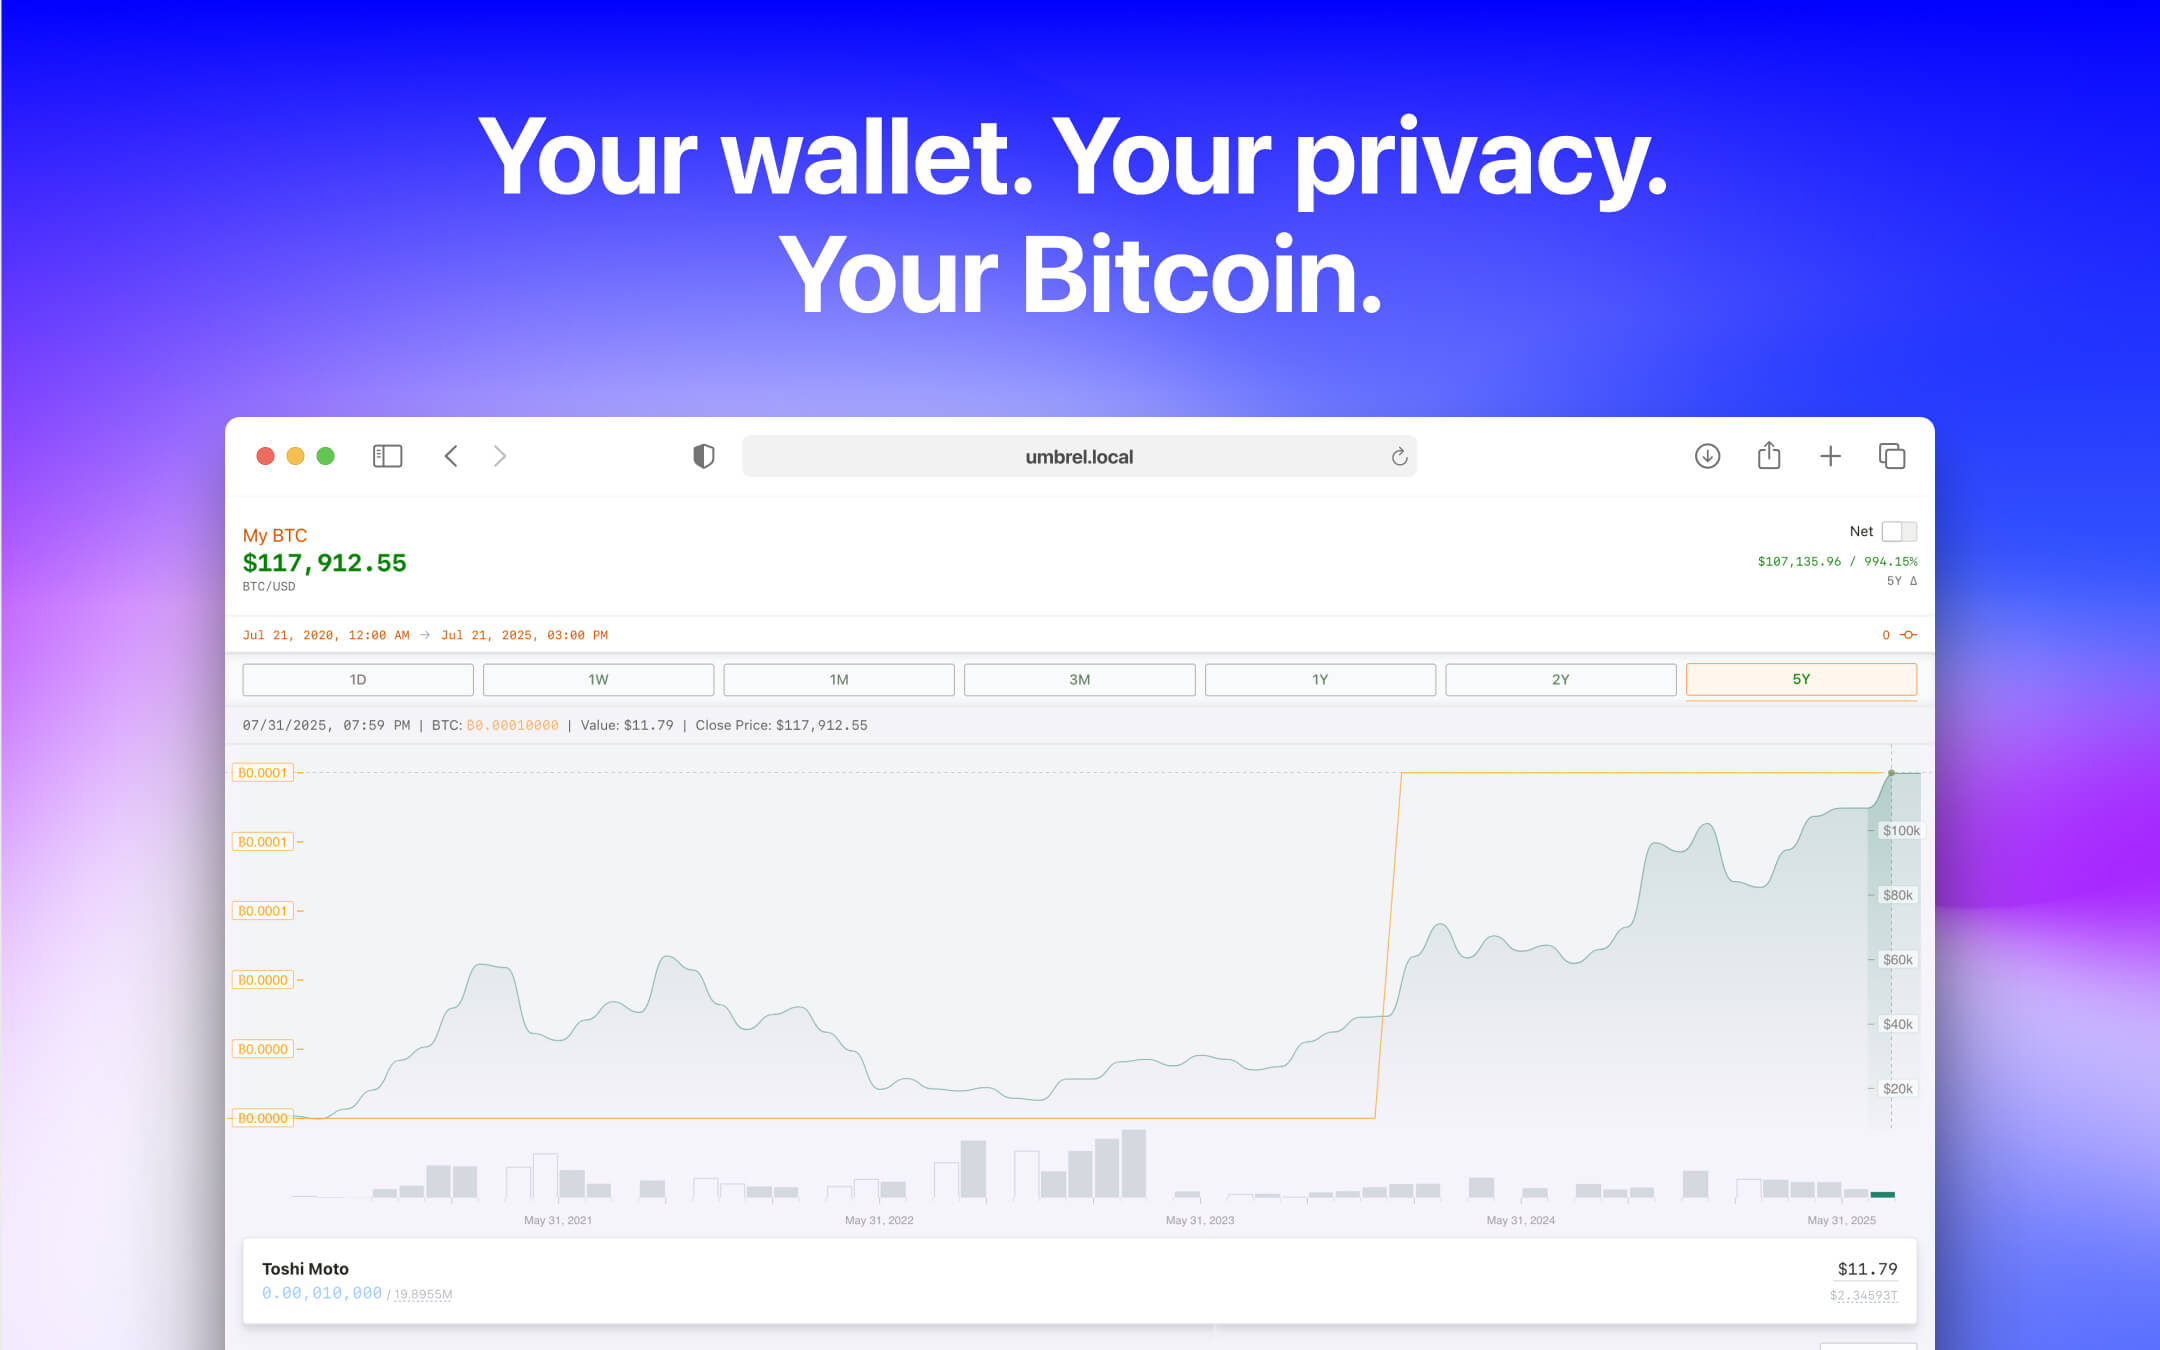 Your wallet. Your privacy.
Your Bitcoin.
umbrel.local
My BTC
Net
$117,912.55
$107,135.96 / 994.15%
BTC/USD
5Y Δ
Jul 21, 2020, 12:00 AM → Jul 21, 2025, 03:00 PM
0
1D 1W 1M 3M 1Y 2Y 5Y
07/31/2025, 07:59 PM | BTC: B0.00010000 | Value: $11.79 | Close Price: $117,912.55
B0.0001
B0.0001
B0.0001
B0.0000
B0.0000
B0.0000
$100k
$80k
$60k
$40k
$20k
May 31, 2021 May 31, 2022 May 31, 2023 May 31, 2024 May 31, 2025
Toshi Moto
$11.79
0.00,010,000 / 19.8955M
$2.34593T